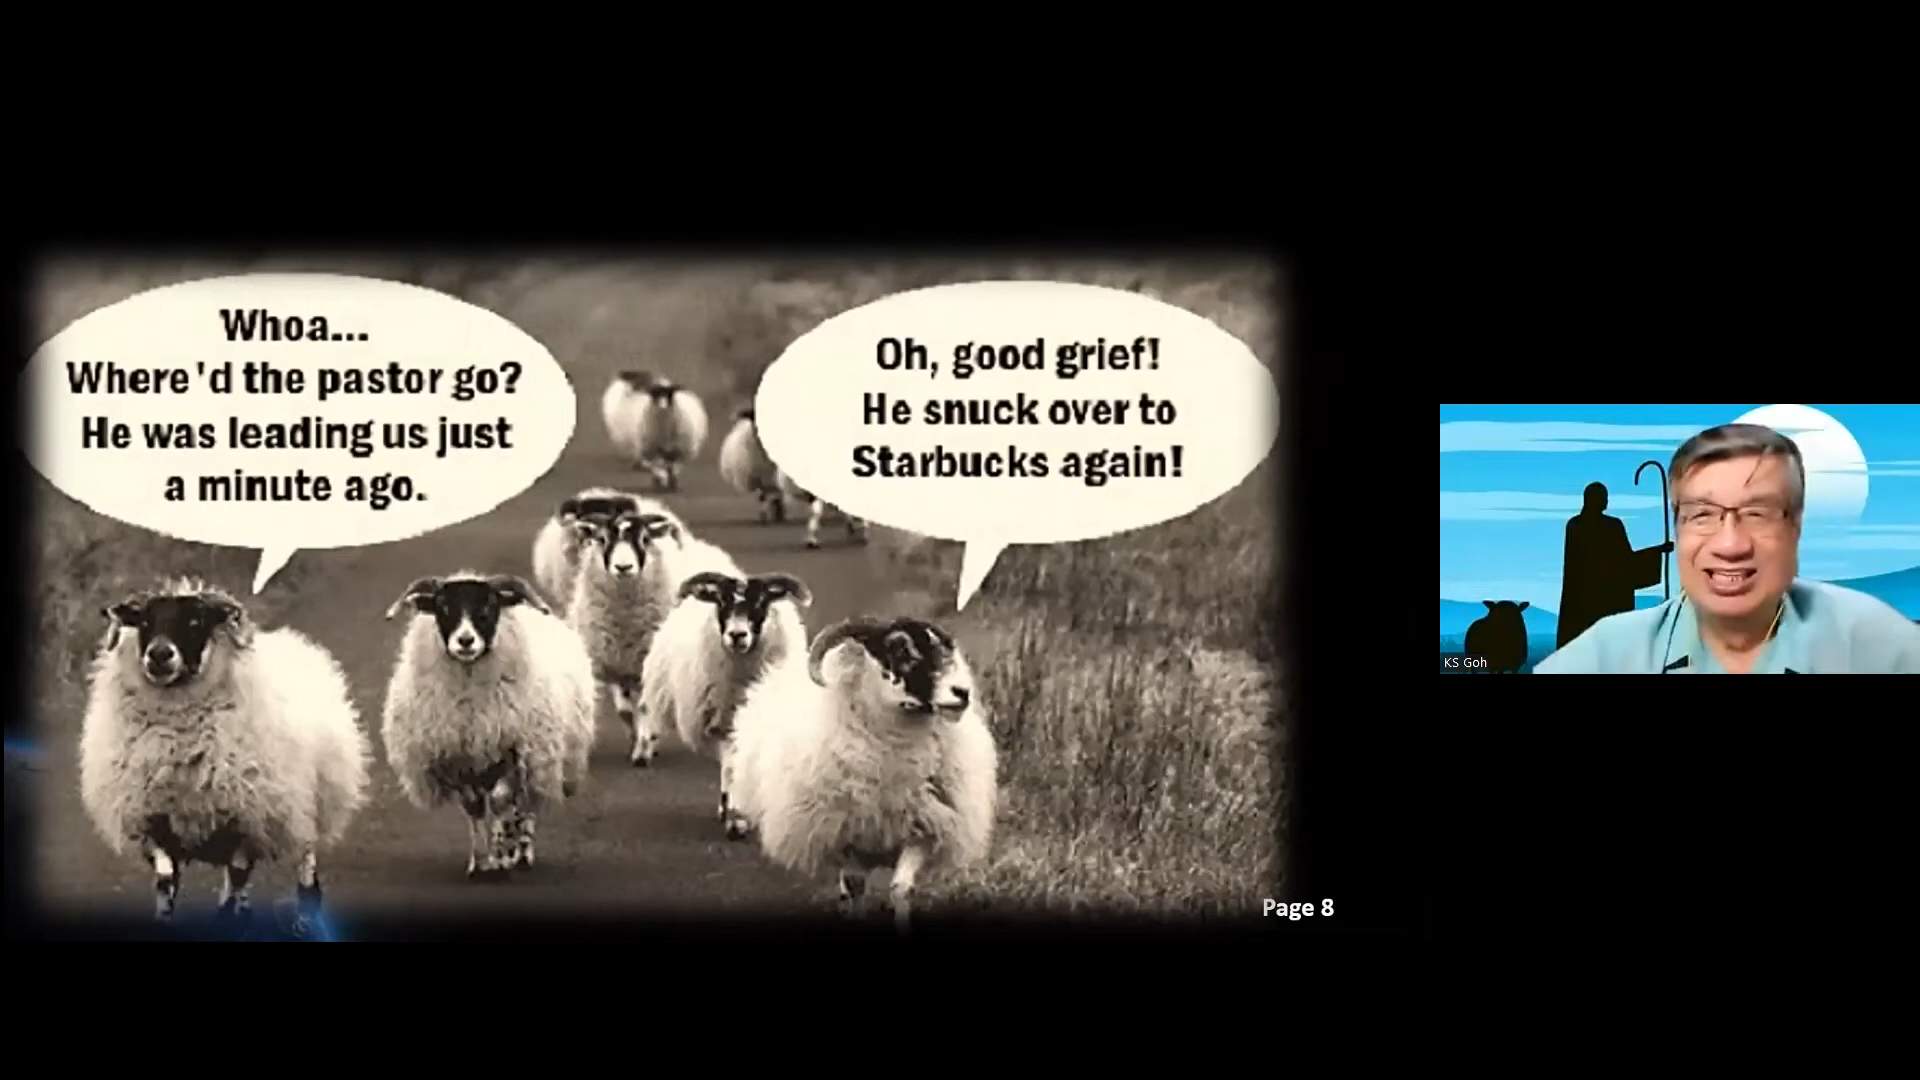 Whoa...
Where'd the pastor go?
He was leading us just
a minute ago.
Oh, good grief!
He snuck over to
Starbucks again!
KS Goh
Page 8